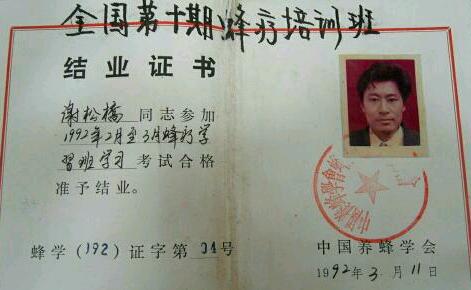 全国第十期蜂疗培训班
结业证书
谢松桥 同志参加
1992年2月至3月蜂疗学
习班学习 考试合格
准予结业。
蜂学(192)证字第 04号
中国养蜂学会
1992年3月11日